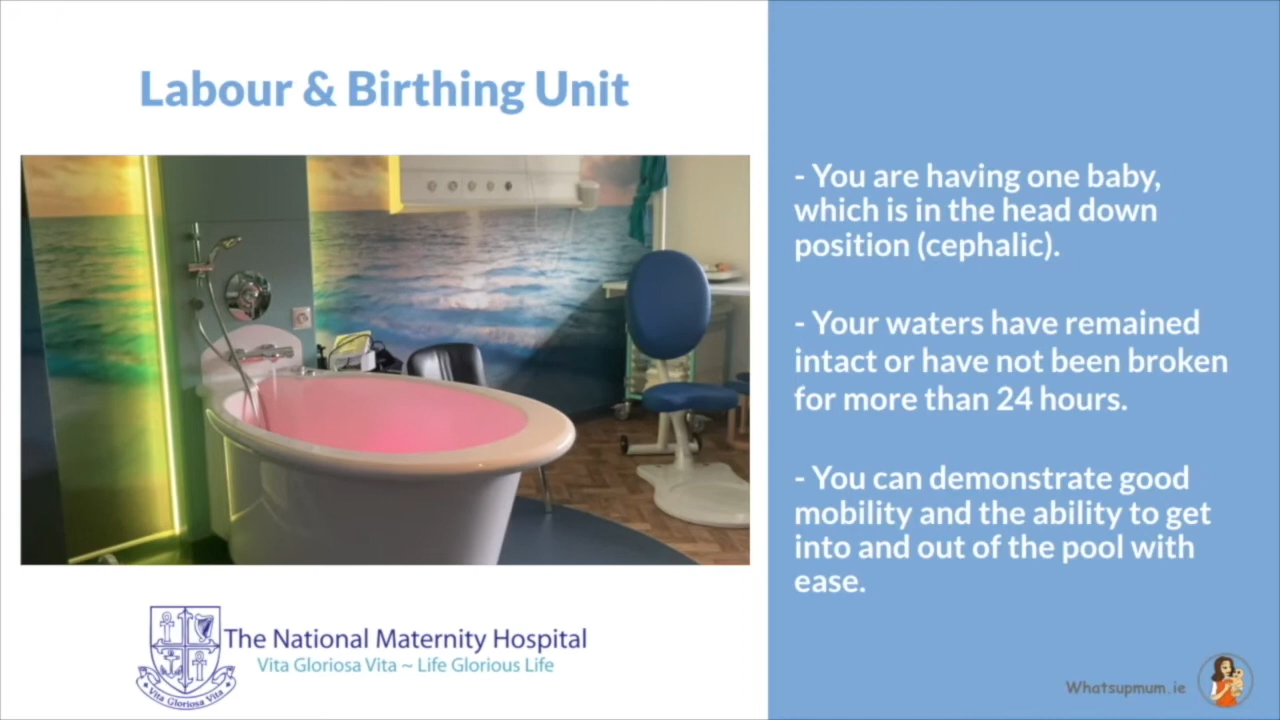 Labour & Birthing Unit
- You are having one baby,
which is in the head down
position (cephalic).
- Your waters have remained
intact or have not been broken
for more than 24 hours.
- You can demonstrate good
mobility and the ability to get
into and out of the pool with
ease.
The National Maternity Hospital
Vita Gloriosa Vita ~ Life Glorious Life
Vita Gloriosa Vita
Whatsupmum.ie